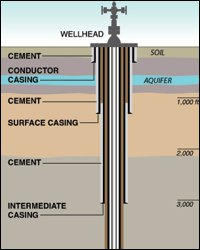 WELLHEAD
SOIL
CEMENT
CONDUCTOR
CASING
AQUIFER
CEMENT
1,000 ft
SURFACE CASING
2,000
CEMENT
3,000
INTERMEDIATE
CASING